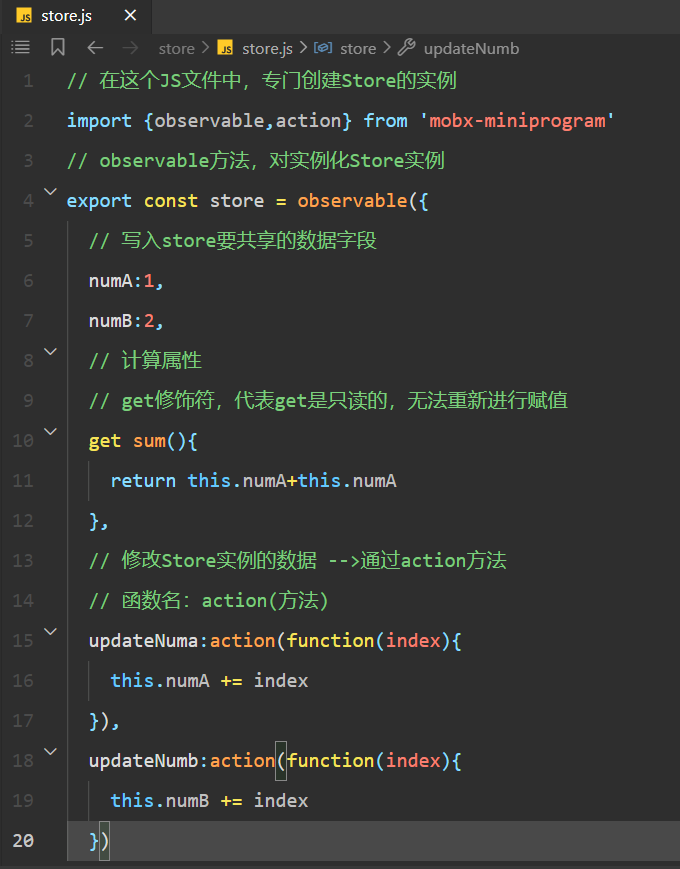 JS store.js ×
store > JS store.js > store > updateNumb
1 // 在这个JS文件中，专门创建Store的实例
2 import {observable,action} from 'mobx-miniprogram'
3 // observable方法，对实例化Store实例
4 export const store = observable({
5 // 写入store要共享的数据字段
6 numA:1,
7 numB:2,
8 // 计算属性
9 // get修饰符，代表get是只读的，无法重新进行赋值
10 get sum(){
11 return this.numA+this.numA
12 },
13 // 修改Store实例的数据 -->通过action方法
14 // 函数名：action(方法)
15 updateNuma:action(function(index){
16 this.numA += index
17 }),
18 updateNumb:action(function(index){
19 this.numB += index
20 })